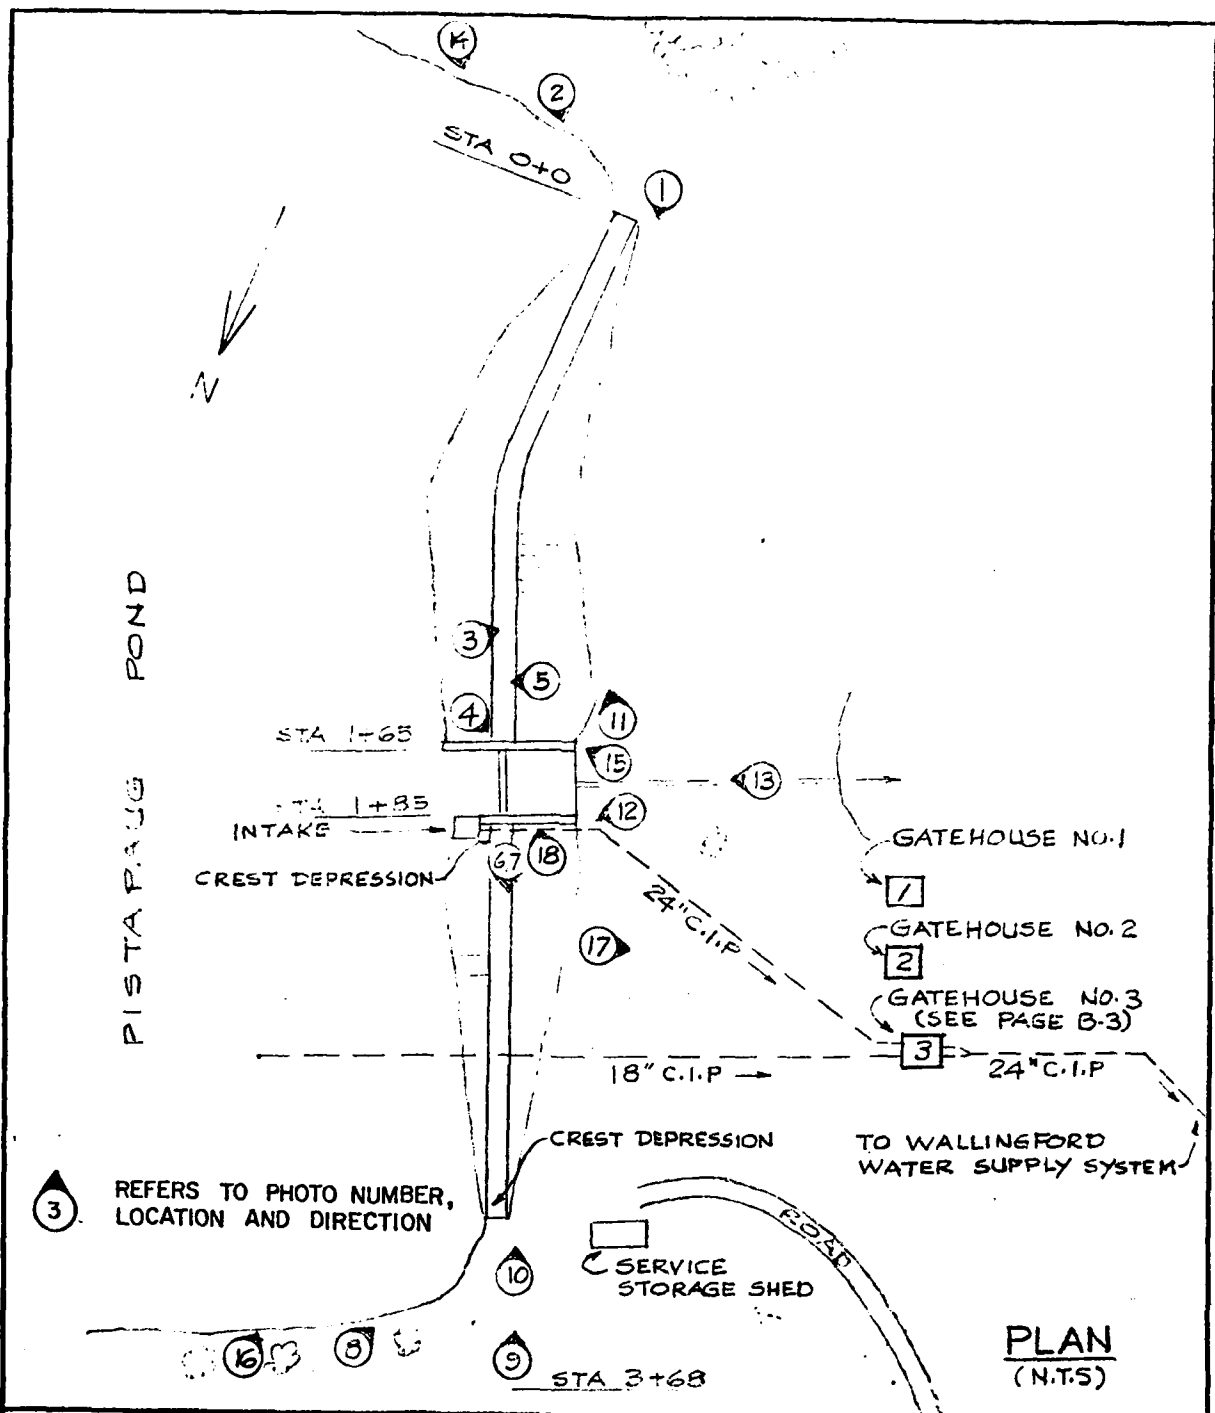 14
2
STA 0+0
1
N
PISTAPAUG POND
3
5
4
11
STA 1+65
15
13
STA 1+85
12
INTAKE
18
6,7
CREST DEPRESSION
GATEHOUSE NO.1
1
24" C.I.P
17
GATEHOUSE NO.2
2
GATEHOUSE NO.3
(SEE PAGE B-3)
3
18" C.I.P
24" C.I.P
CREST DEPRESSION
TO WALLINGFORD
WATER SUPPLY SYSTEM
3
REFERS TO PHOTO NUMBER,
LOCATION AND DIRECTION
ROAD
10
SERVICE
STORAGE SHED
16
8
9
STA 3+68
PLAN
(N.T.S)